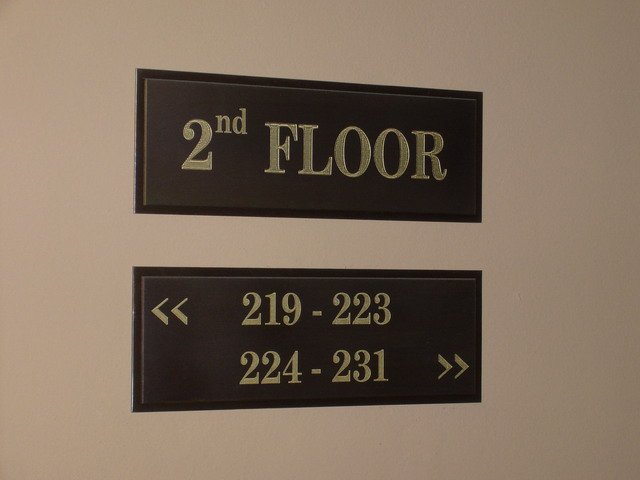 2nd FLOOR
<< 219 - 223
224 - 231 >>